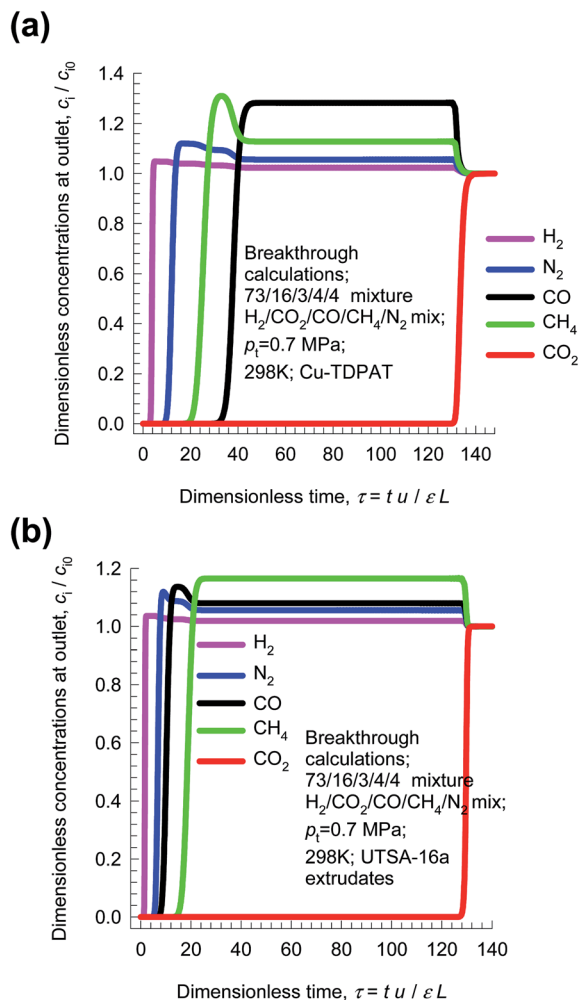 (a)
Dimensionless concentrations at outlet, ci / ci0
1.4
1.2
1.0
0.8
0.6
0.4
0.2
0.0
Breakthrough
calculations;
73/16/3/4/4 mixture
H2/CO2/CO/CH4/N2 mix;
pt=0.7 MPa;
298K; Cu-TDPAT
H2
N2
CO
CH4
CO2
0 20 40 60 80 100 120 140
Dimensionless time, τ = t u / ε L
(b)
Dimensionless concentrations at outlet, ci / ci0
1.2
1.0
0.8
0.6
0.4
0.2
0.0
H2
N2
CO
CH4
CO2
Breakthrough
calculations;
73/16/3/4/4 mixture
H2/CO2/CO/CH4/N2 mix;
pt=0.7 MPa;
298K; UTSA-16a
extrudates
0 20 40 60 80 100 120 140
Dimensionless time, τ = t u / ε L